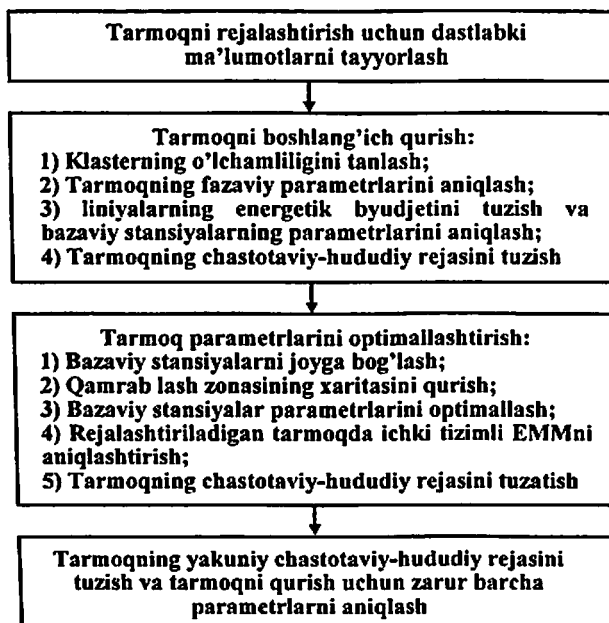 Tarmoqni rejalashtirish uchun dastlabki
ma'lumotlarni tayyorlash
Tarmoqni boshlang'ich qurish:
1) Klasterning o'lchamliligini tanlash;
2) Tarmoqning fazaviy parametrlarini aniqlash;
3) liniyalarning energetik byudjetini tuzish va
bazaviy stansiyalarning parametrlarini aniqlash;
4) Tarmoqning chastotaviy-hududiy rejasini tuzish
Tarmoq parametrlarini optimallashtirish:
1) Bazaviy stansiyalarni joyga bog'lash;
2) Qamrab lash zonasining xaritasini qurish;
3) Bazaviy stansiyalar parametrlarini optimallash;
4) Rejalashtiriladigan tarmoqda ichki tizimli EMMni
aniqlashtirish;
5) Tarmoqning chastotaviy-hududiy rejasini tuzatish
Tarmoqning yakuniy chastotaviy-hududiy rejasini
tuzish va tarmoqni qurish uchun zarur barcha
parametrlarni aniqlash